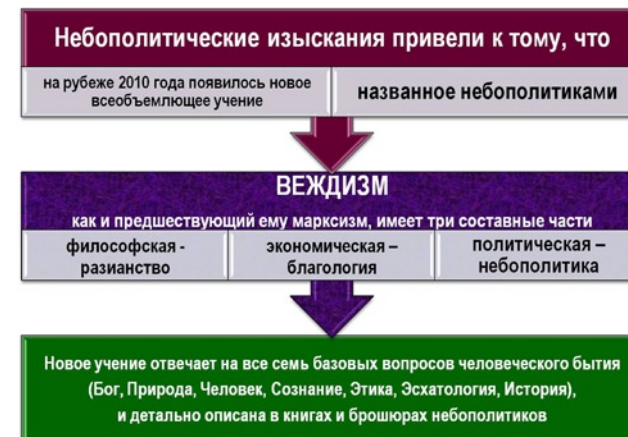 Небополитические изыскания привели к тому, что
на рубеже 2010 года появилось новое
всеобъемлющее учение
названное небополитиками
ВЕЖДИЗМ
как и предшествующий ему марксизм, имеет три составные части
философская -
разианство
экономическая –
благология
политическая –
небополитика
Новое учение отвечает на все семь базовых вопросов человеческого бытия
(Бог, Природа, Человек, Сознание, Этика, Эсхатология, История),
и детально описана в книгах и брошюрах небополитиков